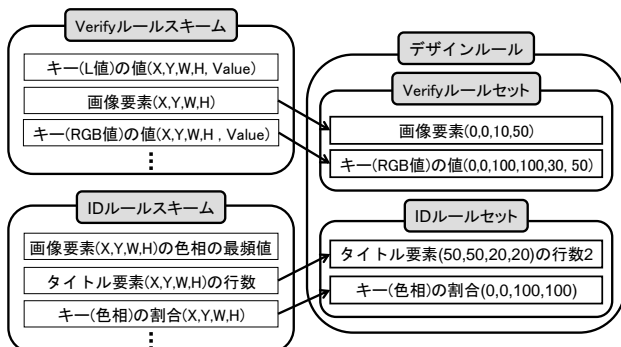 Verifyルールスキーム
キー(L値)の値(X,Y,W,H, Value)
画像要素(X,Y,W,H)
キー(RGB値)の値(X,Y,W,H , Value)
⋮
IDルールスキーム
画像要素(X,Y,W,H)の色相の最頻値
タイトル要素(X,Y,W,H)の行数
キー(色相)の割合(X,Y,W,H)
⋮
デザインルール
Verifyルールセット
画像要素(0,0,10,50)
キー(RGB値)の値(0,0,100,100,30, 50)
IDルールセット
タイトル要素(50,50,20,20)の行数2
キー(色相)の割合(0,0,100,100)